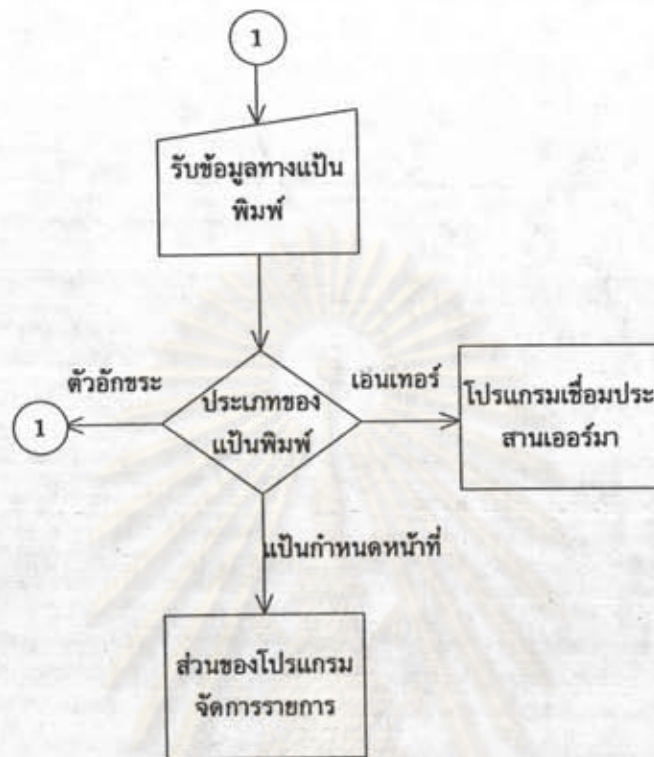 1
รับข้อมูลทางแป้น
พิมพ์
ตัวอักขระ
เอนเทอร์
1
ประเภทของ
แป้นพิมพ์
โปรแกรมเชื่อมประ
สานเออร์มา
แป้นกำหนดหน้าที่
ส่วนของโปรแกรม
จัดการรายการ